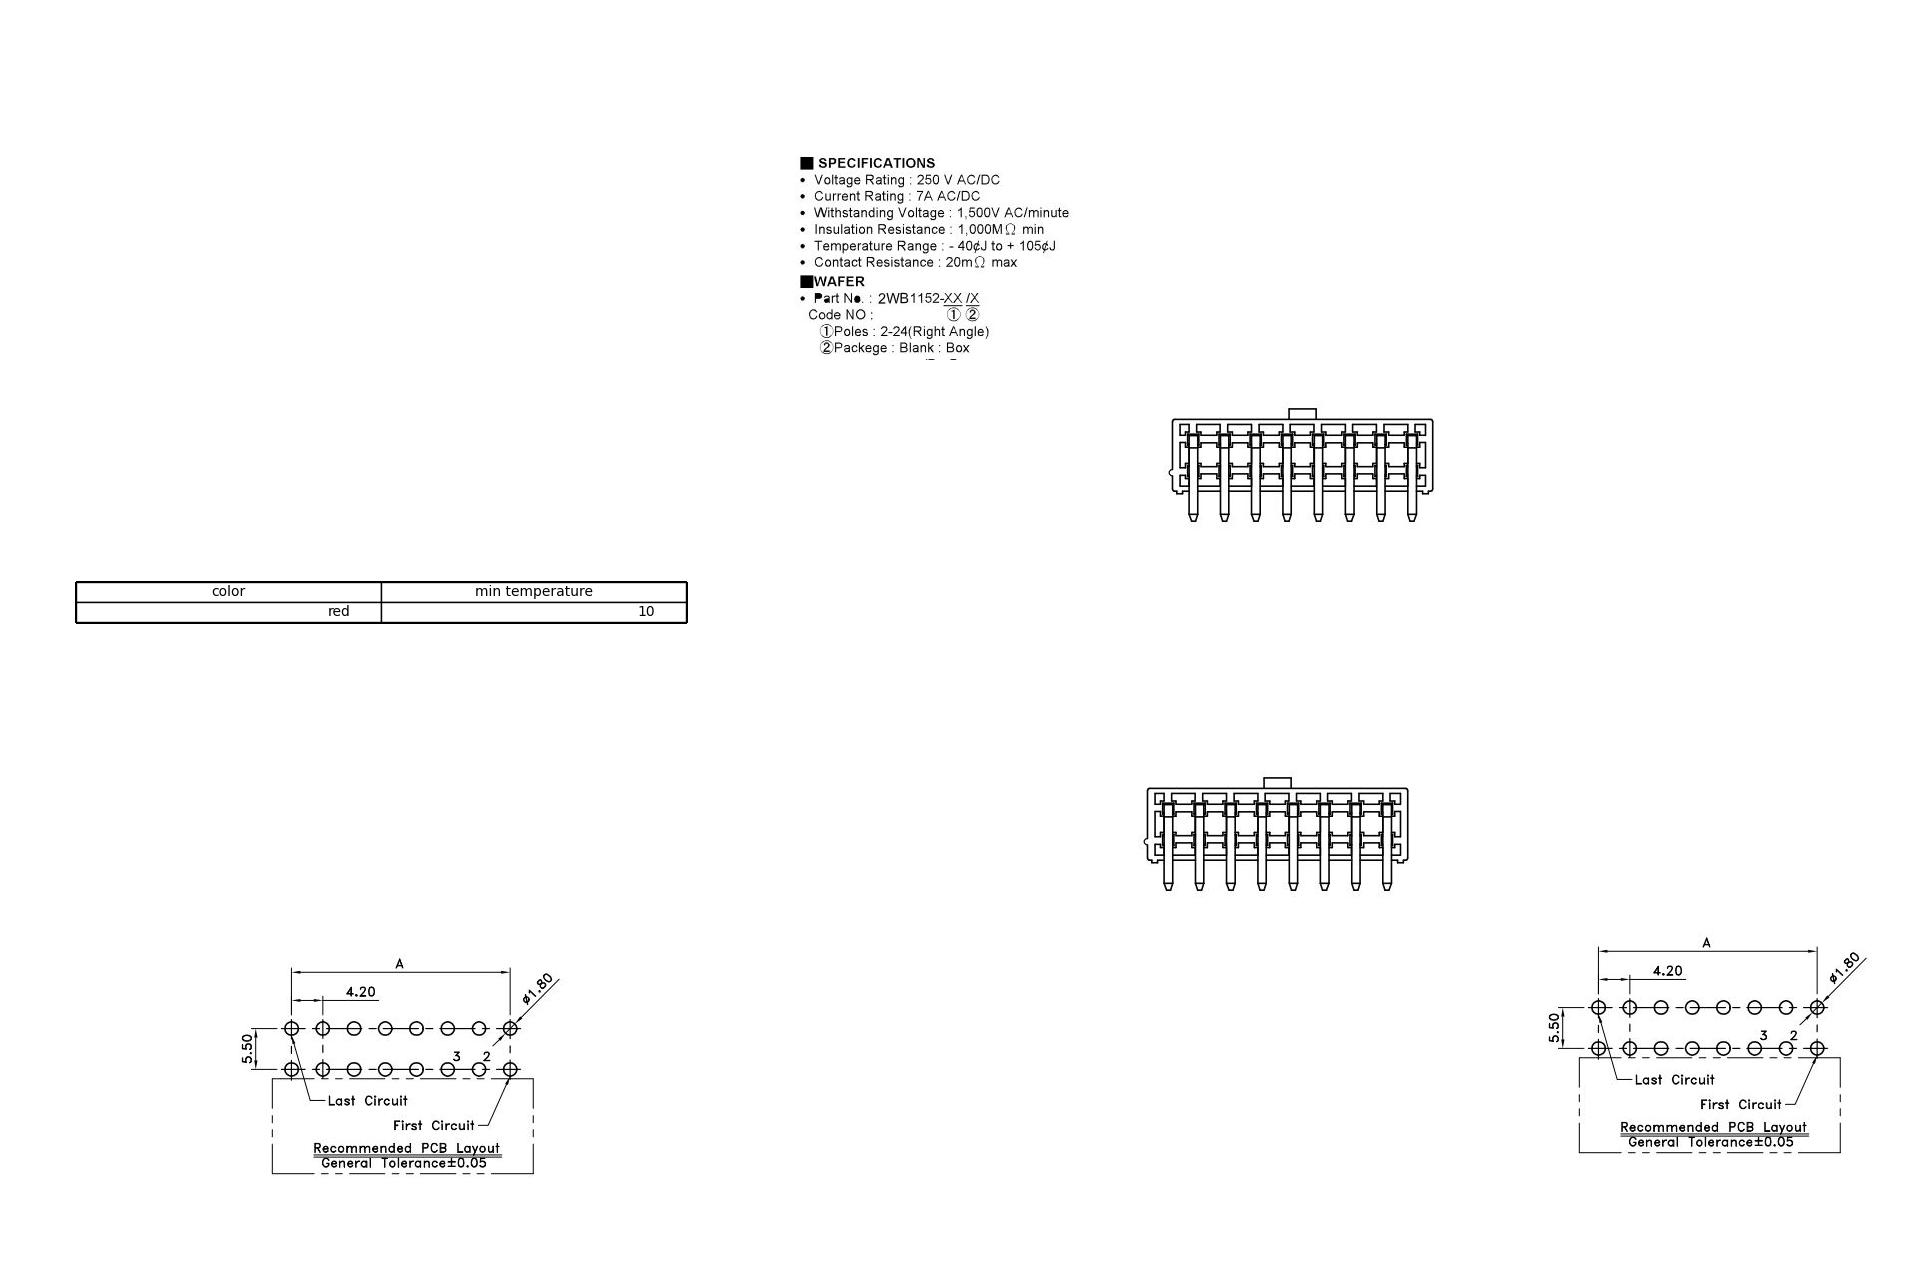 ■ SPECIFICATIONS
• Voltage Rating : 250 V AC/DC
• Current Rating : 7A AC/DC
• Withstanding Voltage : 1,500V AC/minute
• Insulation Resistance : 1,000MΩ min
• Temperature Range : - 40¢J to + 105¢J
• Contact Resistance : 20mΩ max
■WAFER
• Part No. : 2WB1152-XX /X
Code NO : ① ②
①Poles : 2-24(Right Angle)
②Packege : Blank : Box
color min temperature
red 10
A
4.20
ø1.80
5.50
3 2
Last Circuit
First Circuit
Recommended PCB Layout
General Tolerance±0.05
A
4.20
ø1.80
5.50
3 2
Last Circuit
First Circuit
Recommended PCB Layout
General Tolerance±0.05